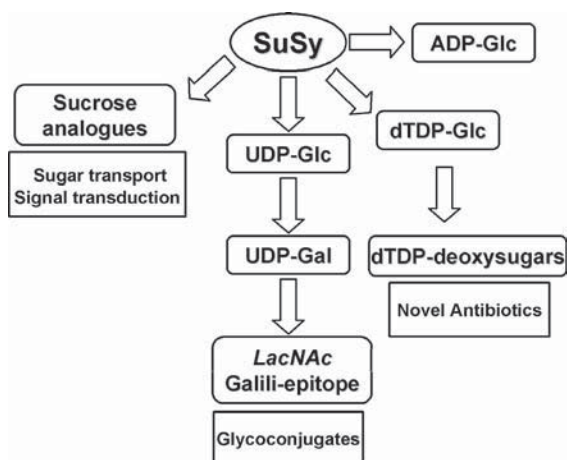 SuSy
ADP-Glc
Sucrose
analogues
Sugar transport
Signal transduction
UDP-Glc
dTDP-Glc
UDP-Gal
dTDP-deoxysugars
Novel Antibiotics
LacNAc
Galili-epitope
Glycoconjugates